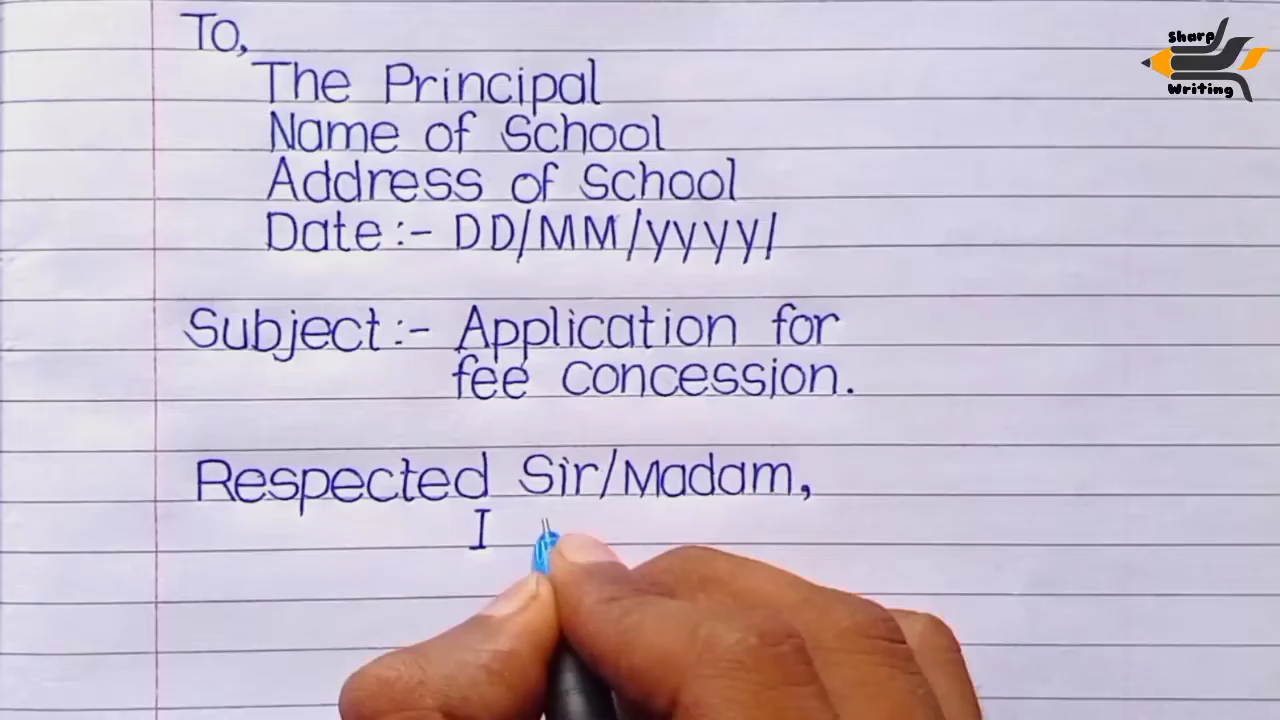 To,
The Principal
Name of School
Address of School
Date:- DD/MM/YYYY/
Subject:- Application for
fee concession.
Respected Sir/Madam,
I
Sharp
Writing